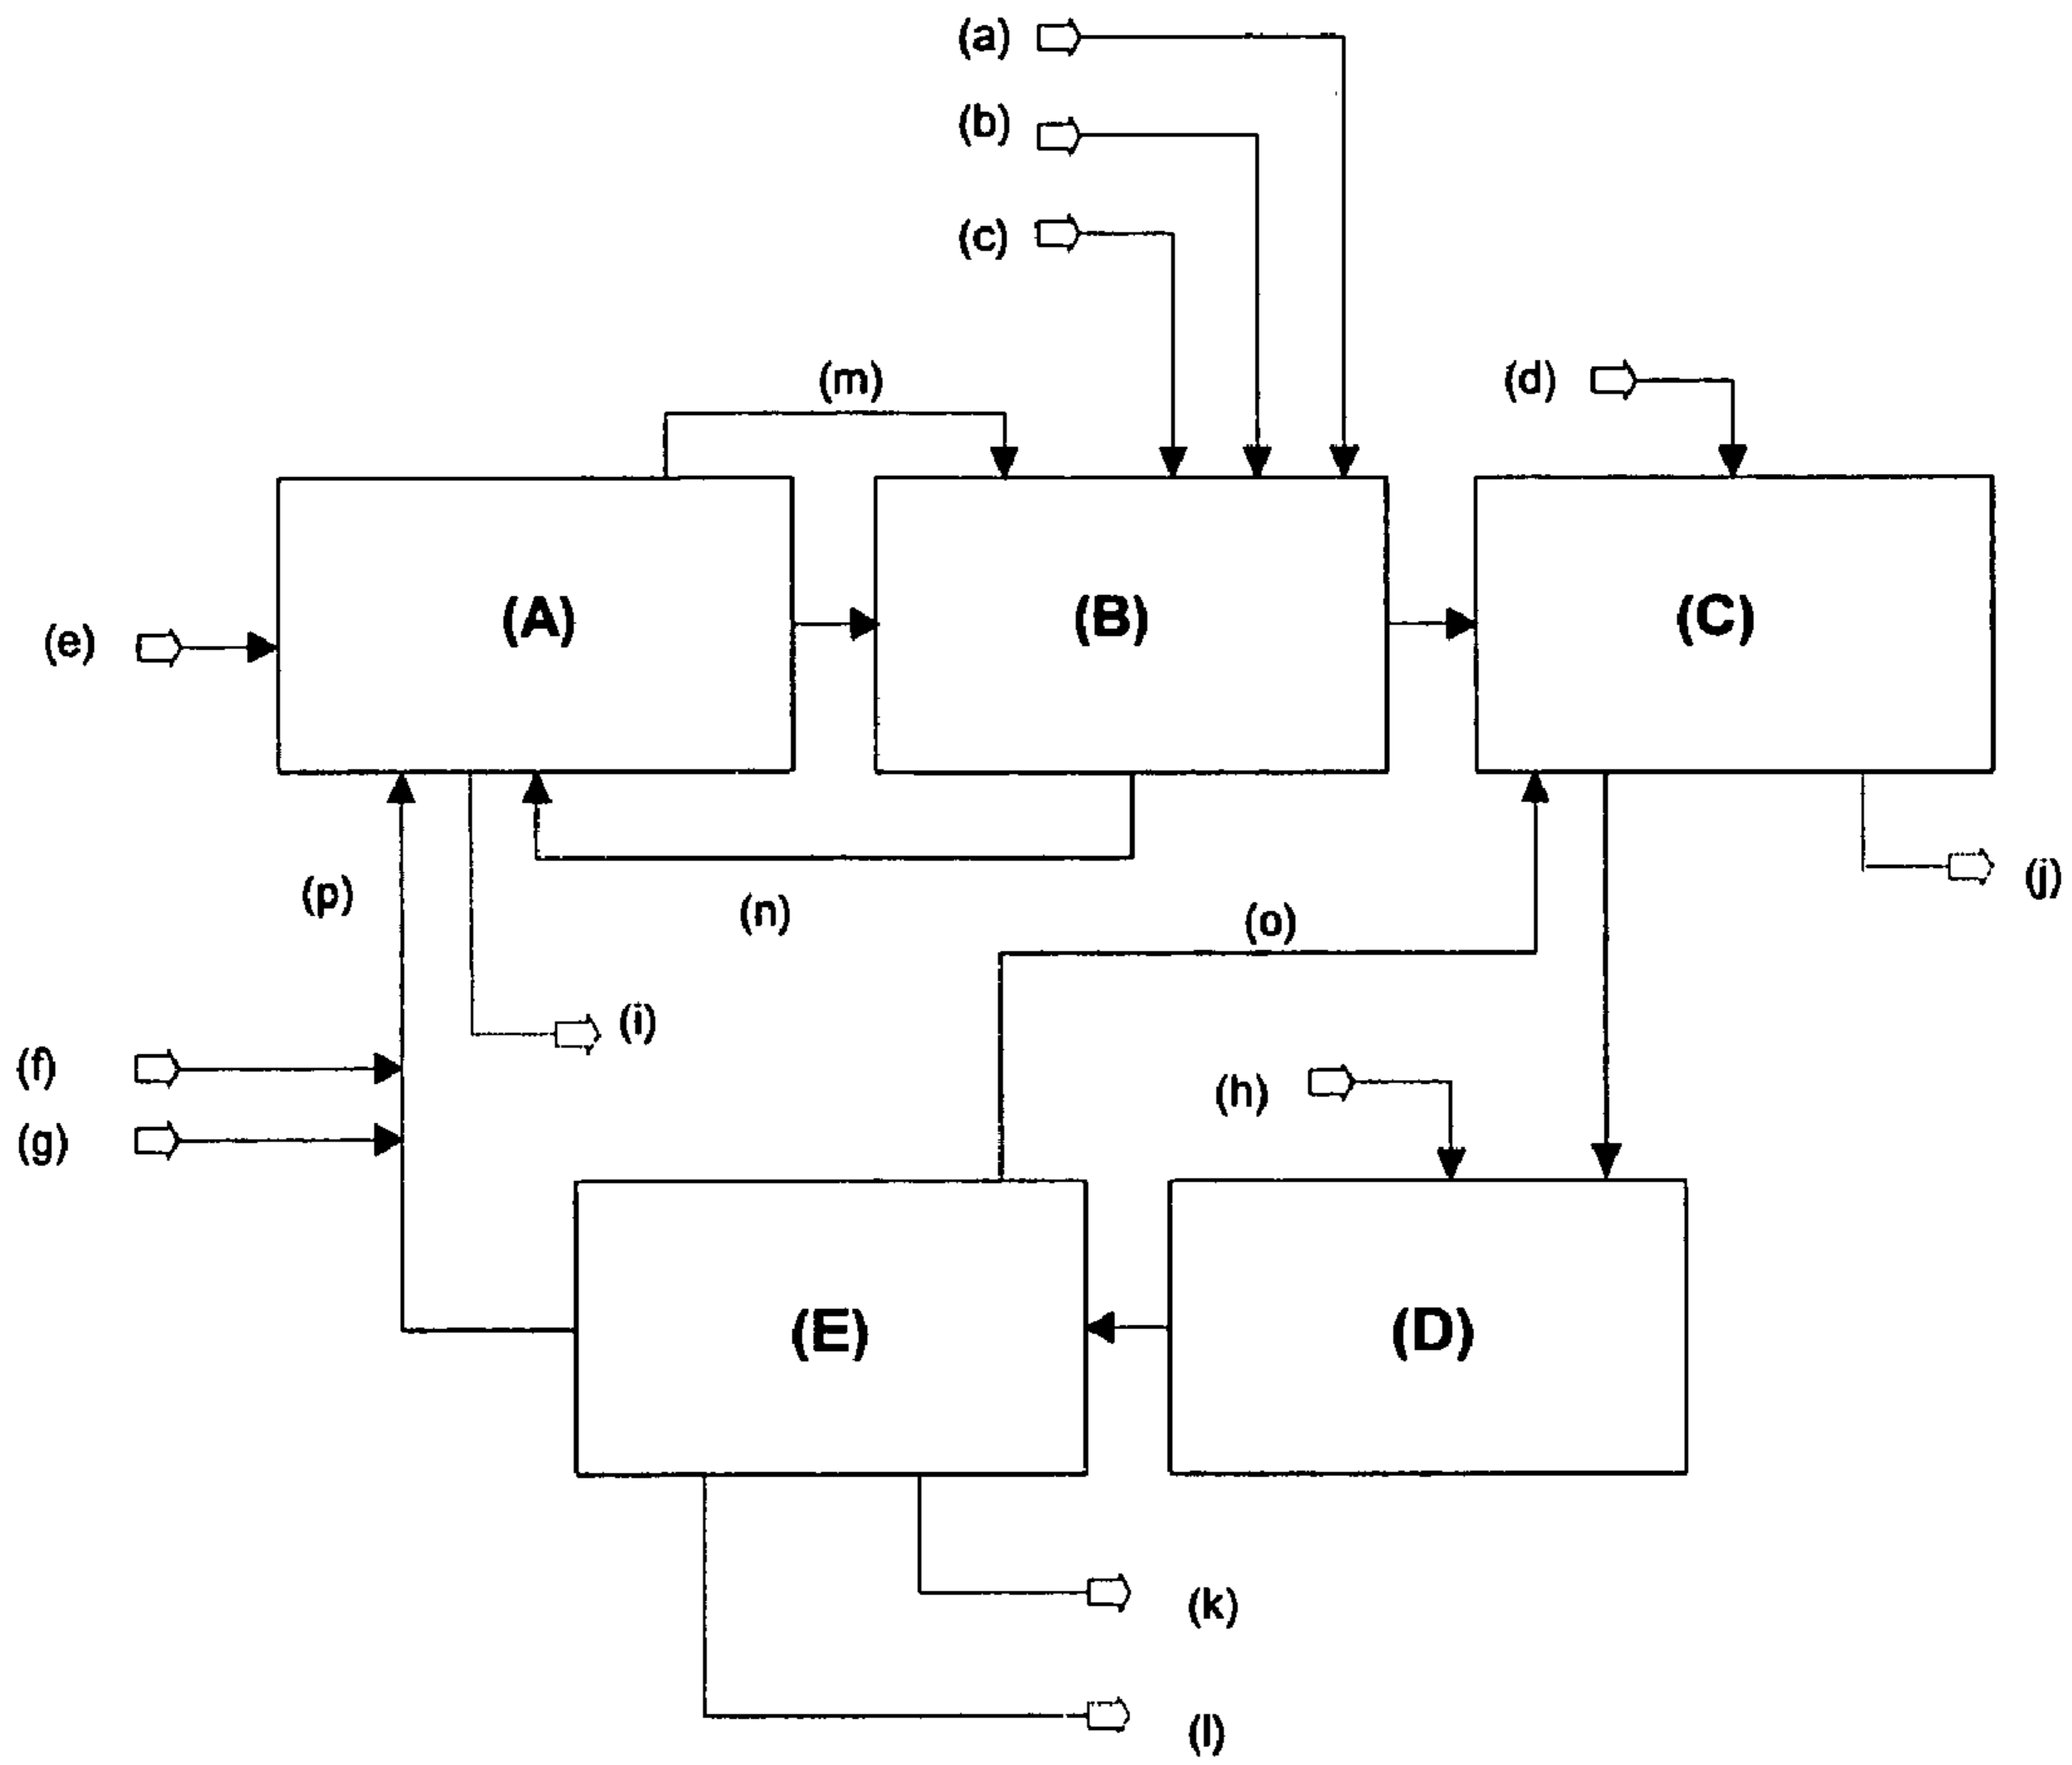 (a)
(b)
(c)
(m)
(d)
(A)
(B)
(C)
(e)
(p)
(n)
(o)
(j)
(i)
(f)
(h)
(g)
(E)
(D)
(k)
(l)